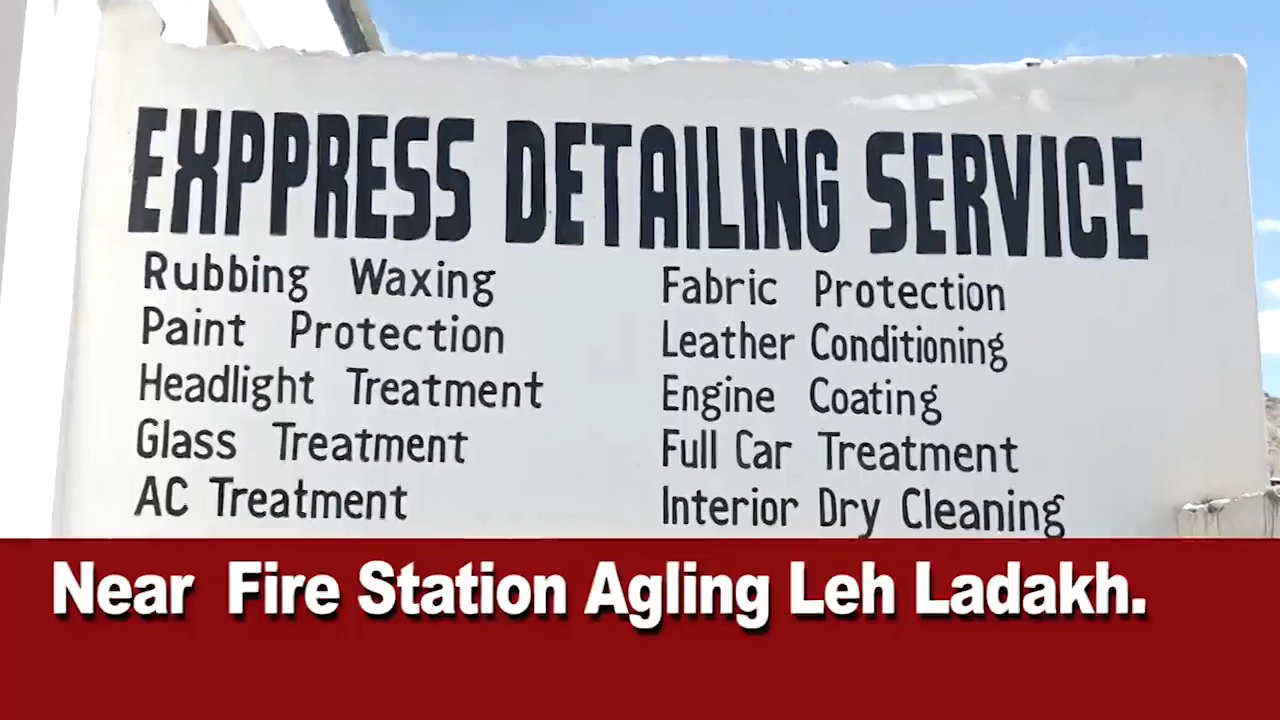 EXPPRESS DETAILING SERVICE
Rubbing Waxing
Paint Protection
Headlight Treatment
Glass Treatment
AC Treatment
Fabric Protection
Leather Conditioning
Engine Coating
Full Car Treatment
Interior Dry Cleaning
Near Fire Station Agling Leh Ladakh.